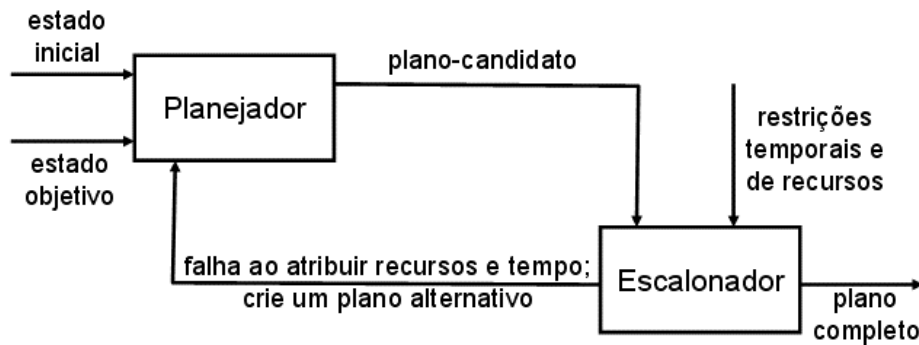 estado
inicial
Planejador
estado
objetivo
plano-candidato
restrições
temporais e
de recursos
falha ao atribuir recursos e tempo;
crie um plano alternativo
Escalonador
plano
completo